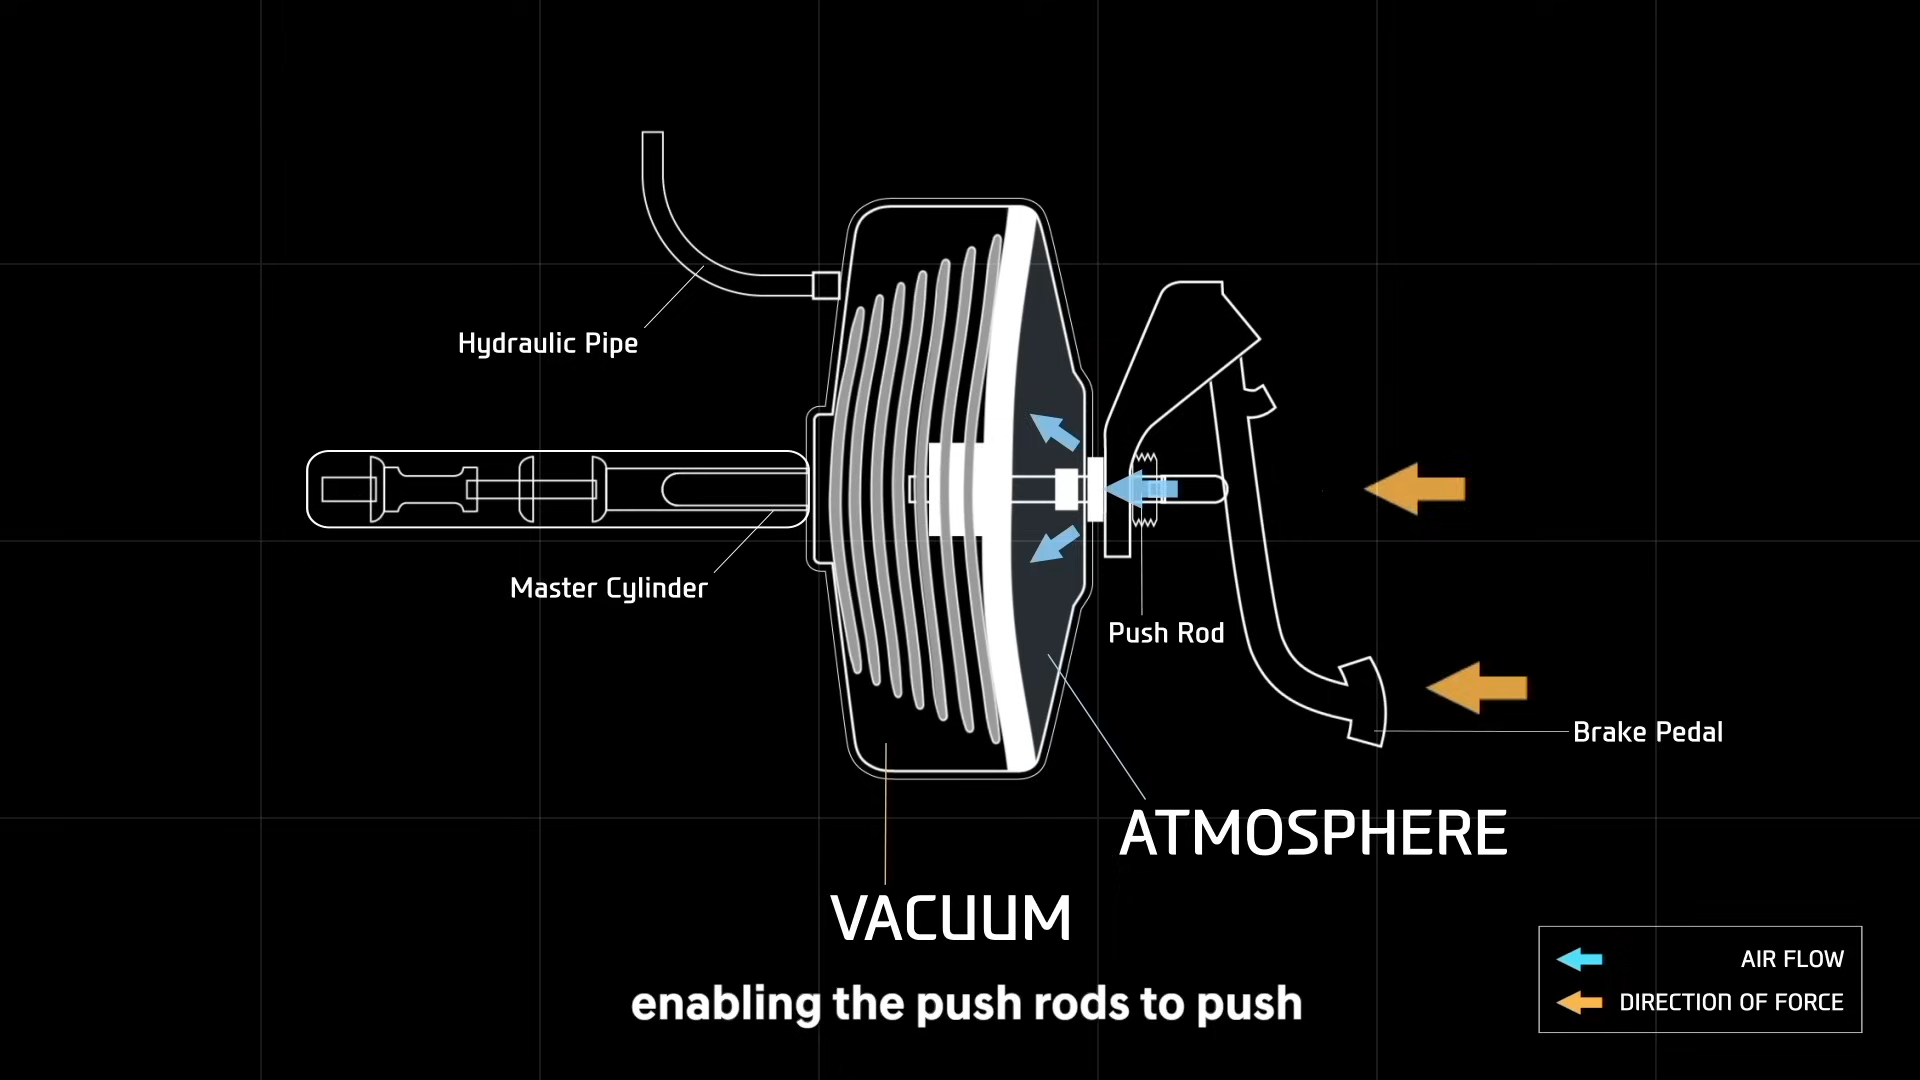 Hydraulic Pipe
Master Cylinder
Push Rod
Brake Pedal
ATMOSPHERE
VACUUM
enabling the push rods to push
AIR FLOW
DIRECTION OF FORCE